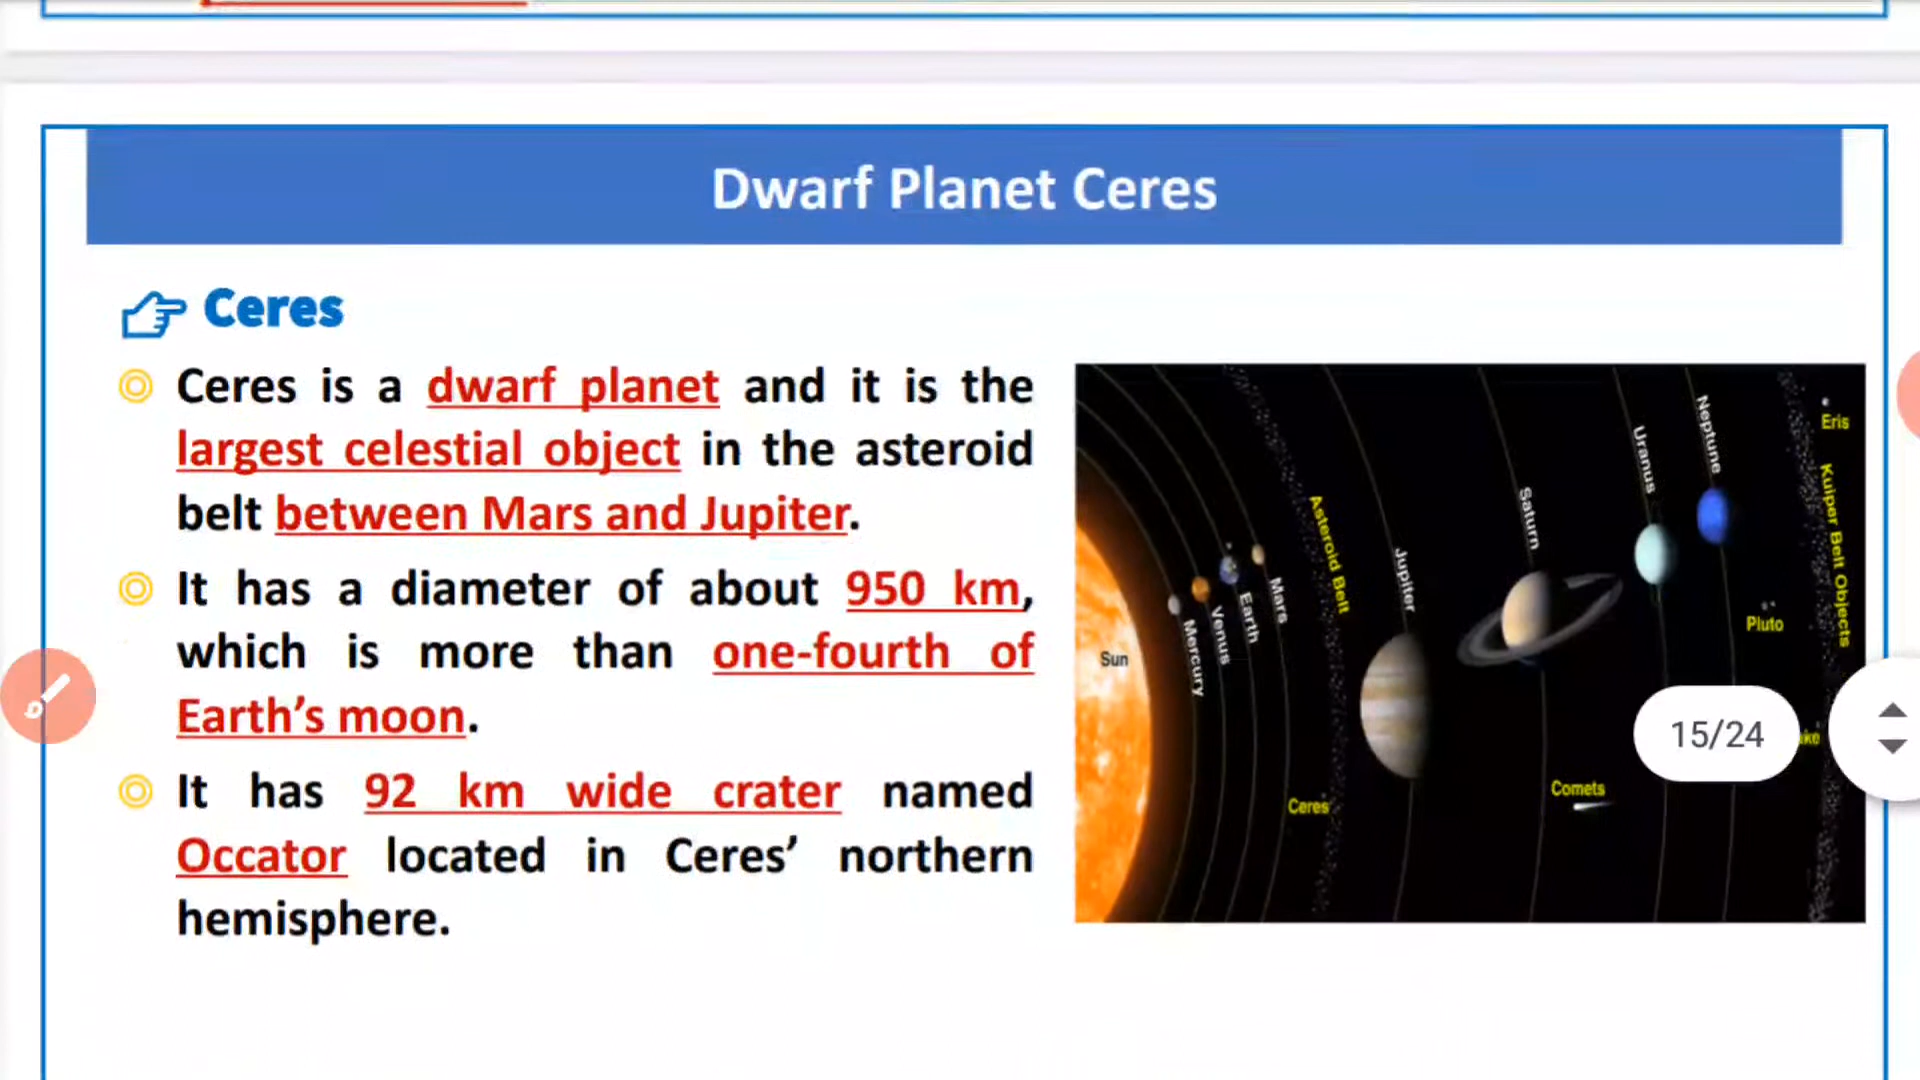 Dwarf Planet Ceres
Ceres
Ceres is a dwarf planet and it is the
largest celestial object in the asteroid
belt between Mars and Jupiter.
It has a diameter of about 950 km,
which is more than one-fourth of
Earth’s moon.
It has 92 km wide crater named
Occator located in Ceres’ northern
hemisphere.
Sun
Mercury
Venus
Earth
Mars
Asteroid Belt
Ceres
Jupiter
Saturn
Comets
Uranus
Neptune
Pluto
Eris
Kuiper Belt Objects
15/24